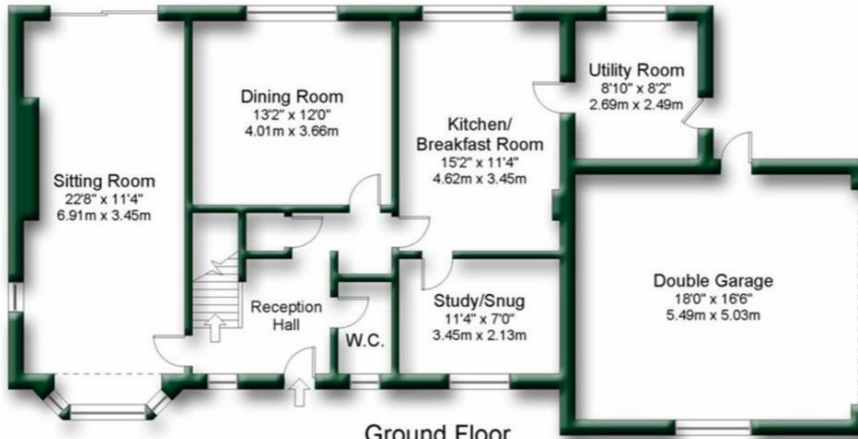 Sitting Room
22'8" x 11'4"
6.91m x 3.45m
Dining Room
13'2" x 12'0"
4.01m x 3.66m
Kitchen/
Breakfast Room
15'2" x 11'4"
4.62m x 3.45m
Utility Room
8'10" x 8'2"
2.69m x 2.49m
Reception
Hall
W.C.
Study/Snug
11'4" x 7'0"
3.45m x 2.13m
Double Garage
18'0" x 16'6"
5.49m x 5.03m
Ground Floor